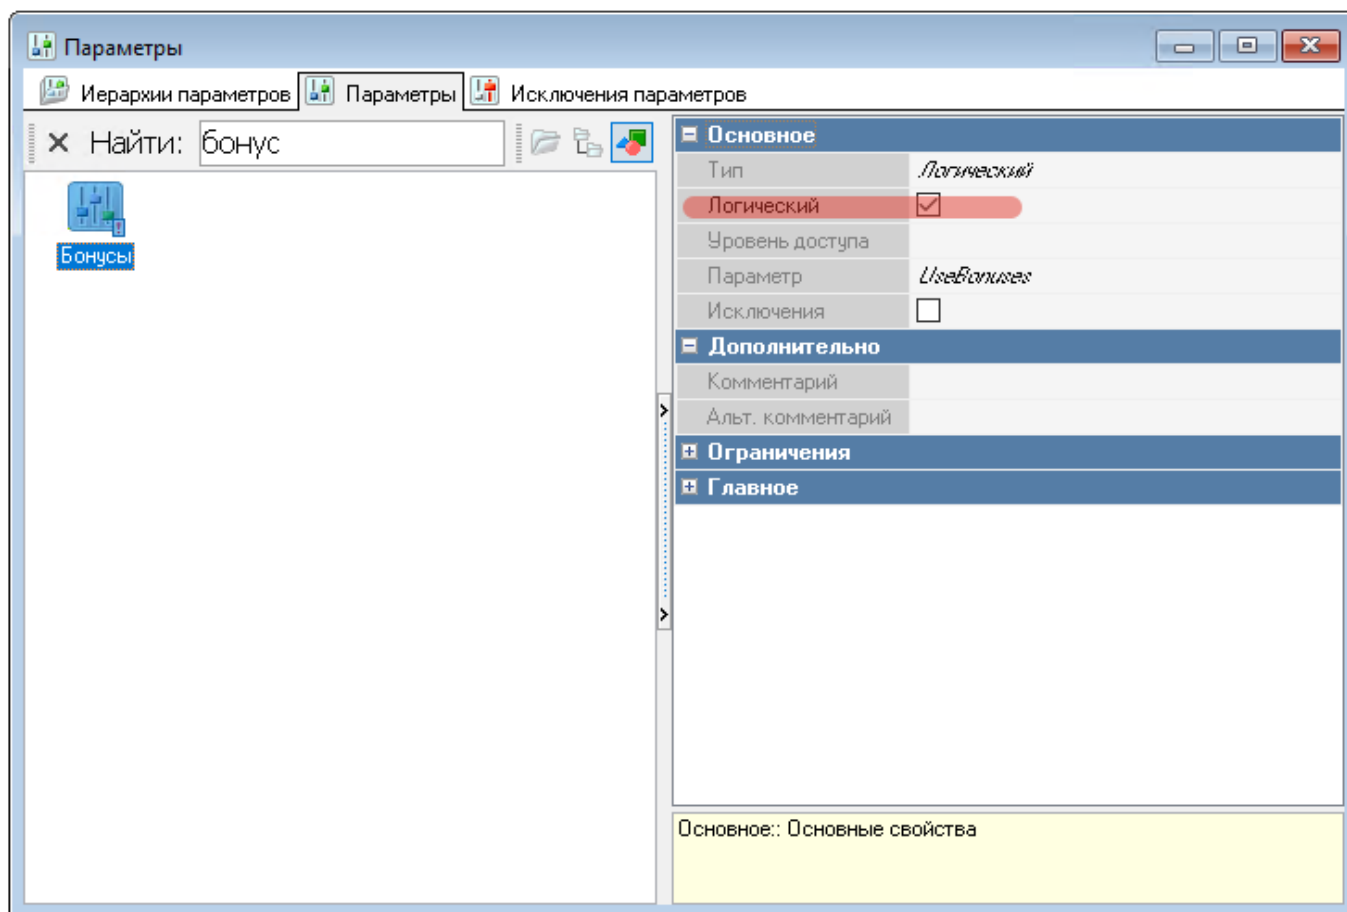 Параметры
Иерархии параметров Параметры Исключения параметров
Найти: бонус
Бонусы
Основное
Тип Логический
Логический
Уровень доступа
Параметр UseBonuses
Исключения
Дополнительно
Комментарий
Альт. комментарий
Ограничения
Главное
Основное:: Основные свойства